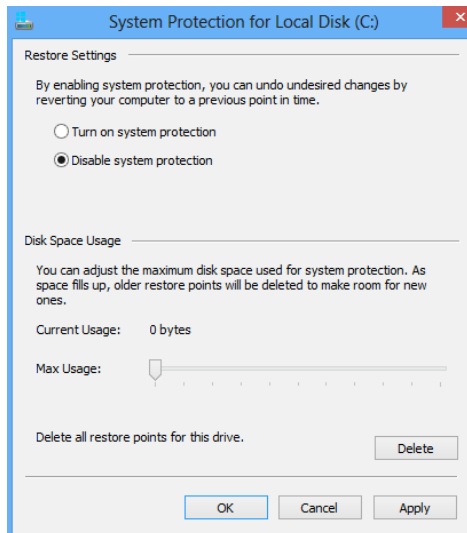 System Protection for Local Disk (C:)
Restore Settings
By enabling system protection, you can undo undesired changes by
reverting your computer to a previous point in time.
Turn on system protection
Disable system protection
Disk Space Usage
You can adjust the maximum disk space used for system protection. As
space fills up, older restore points will be deleted to make room for new
ones.
Current Usage: 0 bytes
Max Usage:
Delete all restore points for this drive.
Delete
OK Cancel Apply